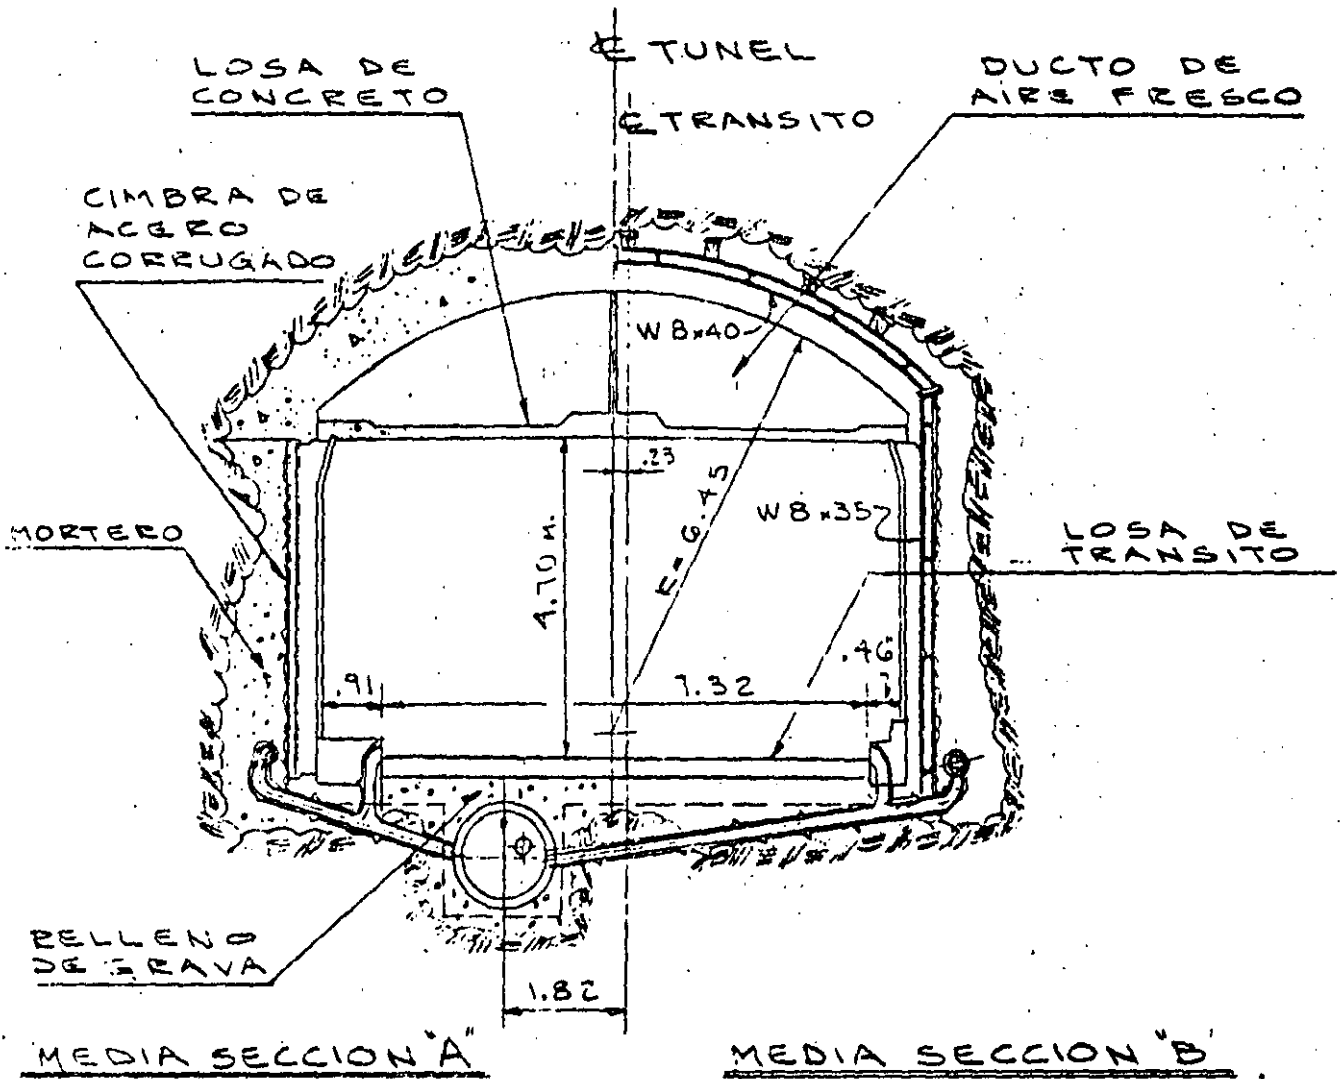 ℄ TUNEL
LOSA DE
CONCRETO
DUCTO DE
AIRE FRESCO
℄ TRANSITO
CIMBRA DE
ACERO
CORRUGADO
W 8x40
.23
R = 6.45
W 8x35
MORTERO
LOSA DE
TRANSITO
4.70 M.
.46
.91
7.32
RELLENO
DE GRAVA
1.82
MEDIA SECCION "A"
MEDIA SECCION "B"